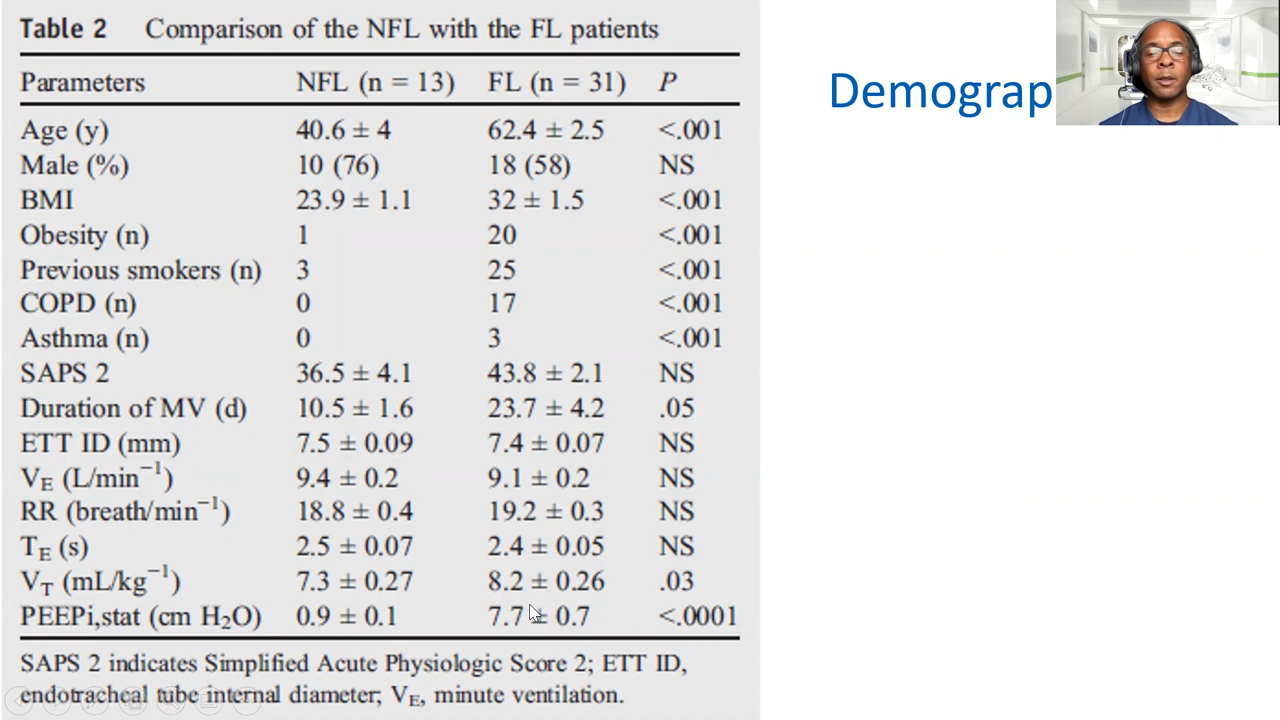 Table 2 Comparison of the NFL with the FL patients
Parameters NFL (n = 13) FL (n = 31) P
Age (y) 40.6 ± 4 62.4 ± 2.5 <.001
Male (%) 10 (76) 18 (58) NS
BMI 23.9 ± 1.1 32 ± 1.5 <.001
Obesity (n) 1 20 <.001
Previous smokers (n) 3 25 <.001
COPD (n) 0 17 <.001
Asthma (n) 0 3 <.001
SAPS 2 36.5 ± 4.1 43.8 ± 2.1 NS
Duration of MV (d) 10.5 ± 1.6 23.7 ± 4.2 .05
ETT ID (mm) 7.5 ± 0.09 7.4 ± 0.07 NS
VE (L/min−1) 9.4 ± 0.2 9.1 ± 0.2 NS
RR (breath/min−1) 18.8 ± 0.4 19.2 ± 0.3 NS
TE (s) 2.5 ± 0.07 2.4 ± 0.05 NS
VT (mL/kg−1) 7.3 ± 0.27 8.2 ± 0.26 .03
PEEPi,stat (cm H2O) 0.9 ± 0.1 7.7 ± 0.7 <.0001
SAPS 2 indicates Simplified Acute Physiologic Score 2; ETT ID,
endotracheal tube internal diameter; VE, minute ventilation.
Demograp